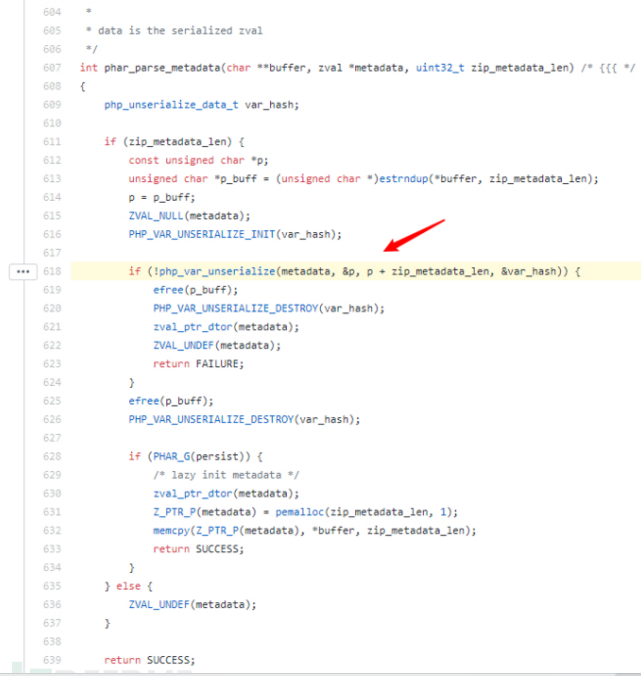 604 *
605 * data is the serialized zval
606 */
607 int phar_parse_metadata(char **buffer, zval *metadata, uint32_t zip_metadata_len) /* {{{ */
608 {
609 php_unserialize_data_t var_hash;
610
611 if (zip_metadata_len) {
612 const unsigned char *p;
613 unsigned char *p_buff = (unsigned char *)estrndup(*buffer, zip_metadata_len);
614 p = p_buff;
615 ZVAL_NULL(metadata);
616 PHP_VAR_UNSERIALIZE_INIT(var_hash);
617
... 618 if (!php_var_unserialize(metadata, &p, p + zip_metadata_len, &var_hash)) {
619 efree(p_buff);
620 PHP_VAR_UNSERIALIZE_DESTROY(var_hash);
621 zval_ptr_dtor(metadata);
622 ZVAL_UNDEF(metadata);
623 return FAILURE;
624 }
625 efree(p_buff);
626 PHP_VAR_UNSERIALIZE_DESTROY(var_hash);
627
628 if (PHAR_G(persist)) {
629 /* lazy init metadata */
630 zval_ptr_dtor(metadata);
631 Z_PTR_P(metadata) = pemalloc(zip_metadata_len, 1);
632 memcpy(Z_PTR_P(metadata), *buffer, zip_metadata_len);
633 return SUCCESS;
634 }
635 } else {
636 ZVAL_UNDEF(metadata);
637 }
638
639 return SUCCESS;